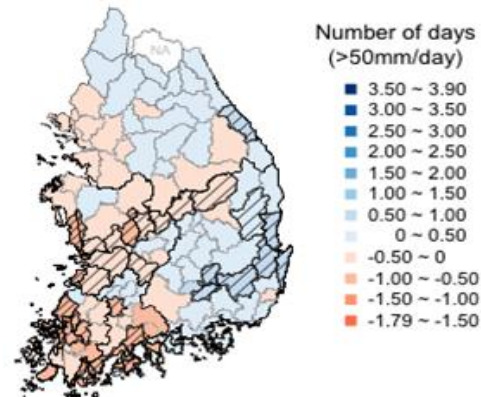 NA
Number of days
(>50mm/day)
3.50 ~ 3.90
3.00 ~ 3.50
2.50 ~ 3.00
2.00 ~ 2.50
1.50 ~ 2.00
1.00 ~ 1.50
0.50 ~ 1.00
0 ~ 0.50
-0.50 ~ 0
-1.00 ~ -0.50
-1.50 ~ -1.00
-1.79 ~ -1.50